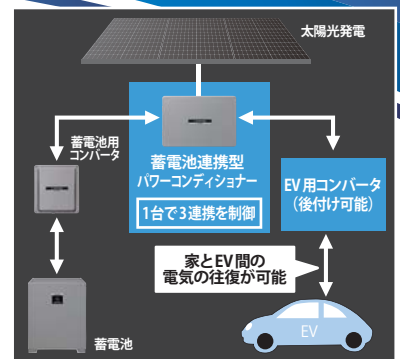 太陽光発電
蓄電池用
コンバータ
蓄電池連携型
パワーコンディショナー
1台で3連携を制御
EV用コンバータ
（後付け可能）
家とEV間の
電気の往復が可能
蓄電池
EV